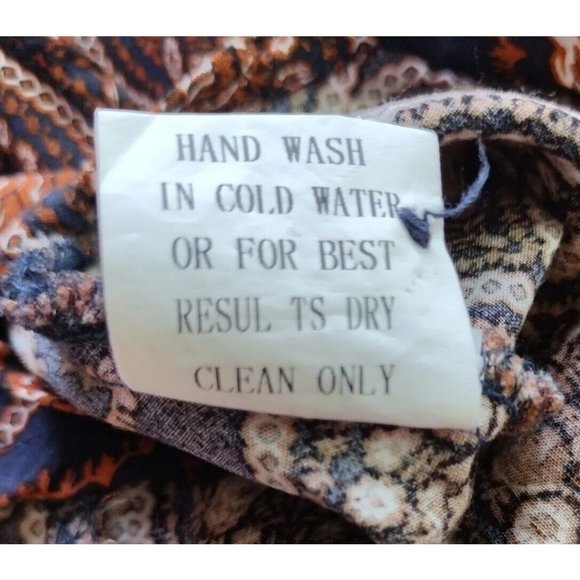 HAND WASH
IN COLD WATER
OR FOR BEST
RESUL TS DRY
CLEAN ONLY